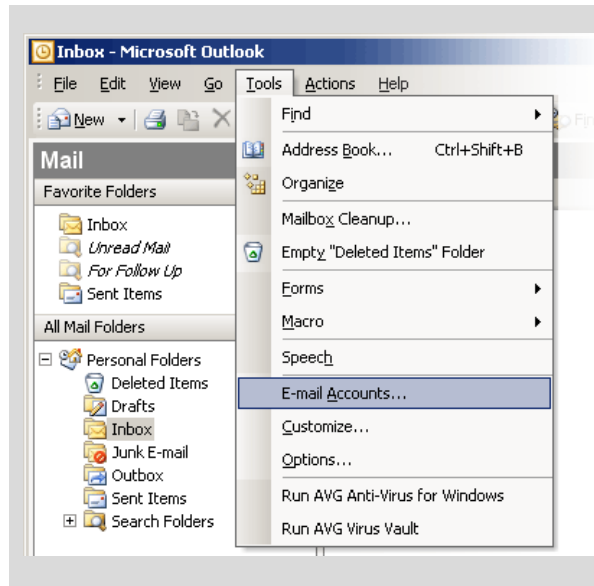 Inbox - Microsoft Outlook
File Edit View Go Tools Actions Help
New
Find
Mail
Favorite Folders
Inbox
Unread Mail
For Follow Up
Sent Items
All Mail Folders
Personal Folders
Deleted Items
Drafts
Inbox
Junk E-mail
Outbox
Sent Items
Search Folders
Find
Address Book... Ctrl+Shift+B
Organize
Mailbox Cleanup...
Empty "Deleted Items" Folder
Forms
Macro
Speech
E-mail Accounts...
Customize...
Options...
Run AVG Anti-Virus for Windows
Run AVG Virus Vault